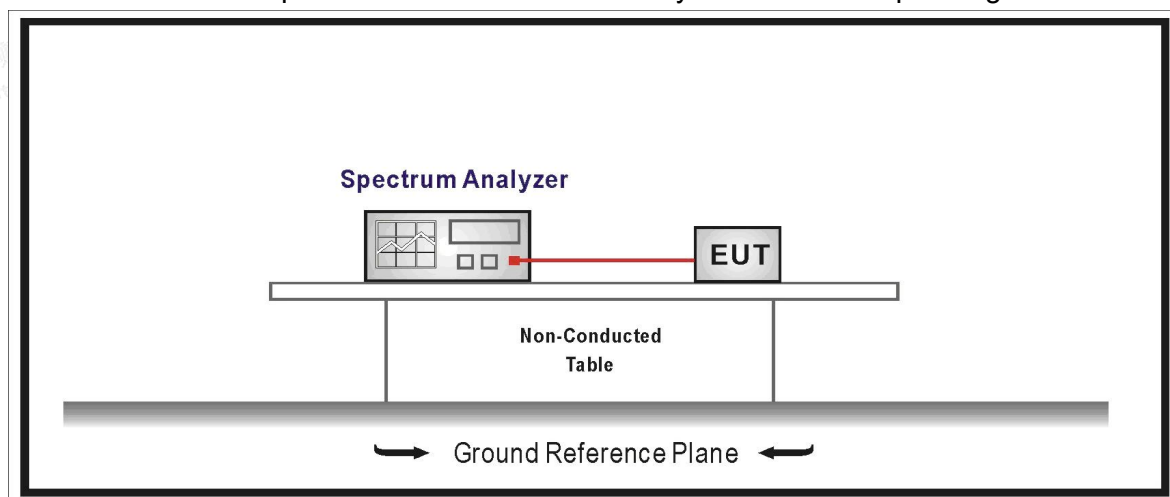 Spectrum Analyzer
EUT
Non-Conducted
Table
Ground Reference Plane